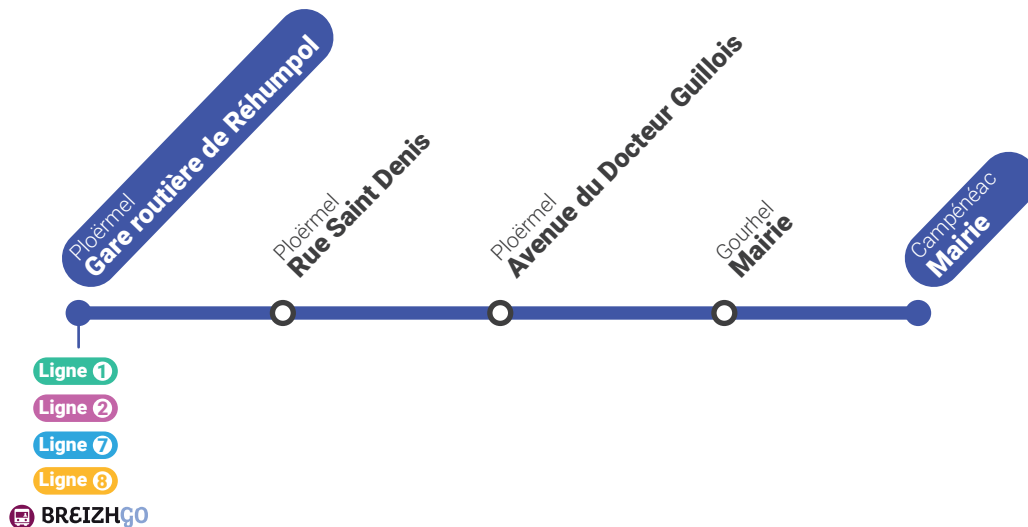 Ploërmel
Gare routière de Réhumpol
Ploërmel
Rue Saint Denis
Ploërmel
Avenue du Docteur Guillois
Gourhel
Mairie
Campénéac
Mairie
Ligne 1
Ligne 2
Ligne 7
Ligne 8
BREIZHGO